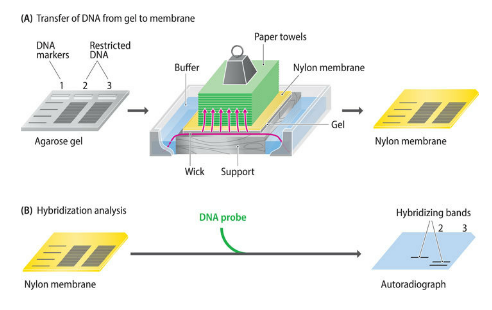 (A) Transfer of DNA from gel to membrane
DNA
markers
Restricted
DNA
1 2 3
Agarose gel
Buffer
Paper towels
Nylon membrane
Gel
Wick
Support
Nylon membrane
(B) Hybridization analysis
DNA probe
Hybridizing bands
2 3
Nylon membrane
Autoradiograph